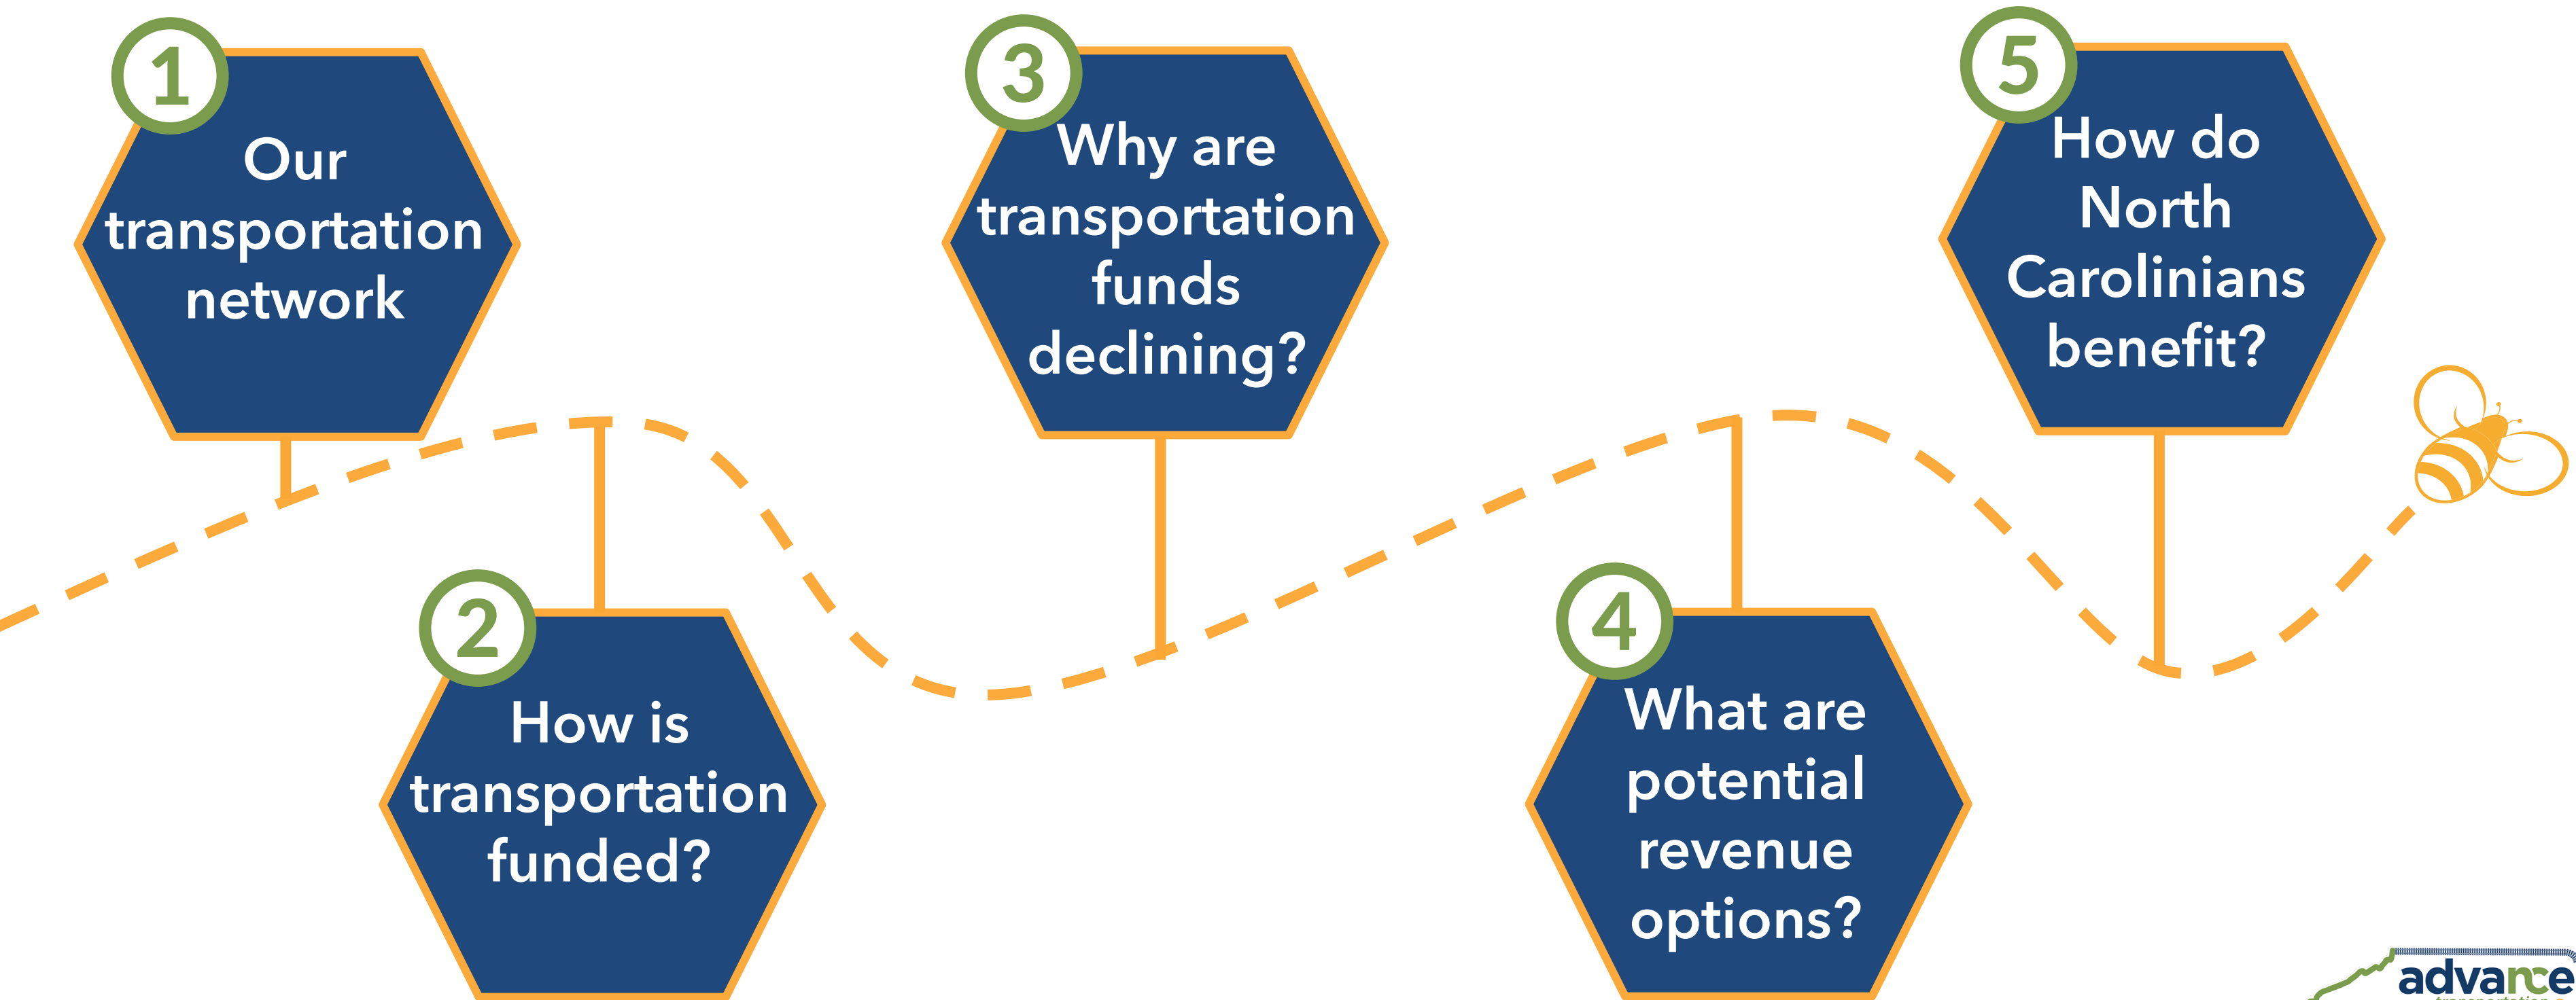 1
Our
transportation
network
2
How is
transportation
funded?
3
Why are
transportation
funds
declining?
4
What are
potential
revenue
options?
5
How do
North
Carolinians
benefit?
advance
transportation